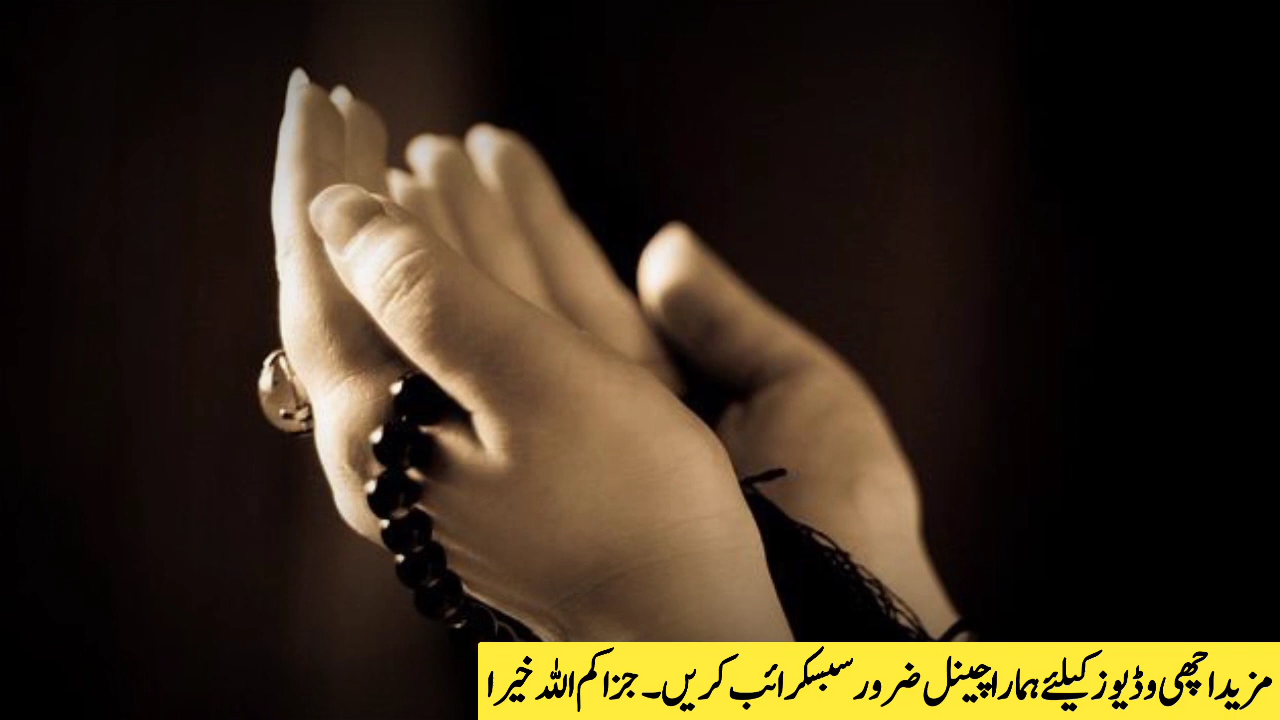 مزید اچھی وڈیوز کیلئے ہمارا چینل ضرور سبسکرائب کریں۔ جزاکم اللہ خیرا